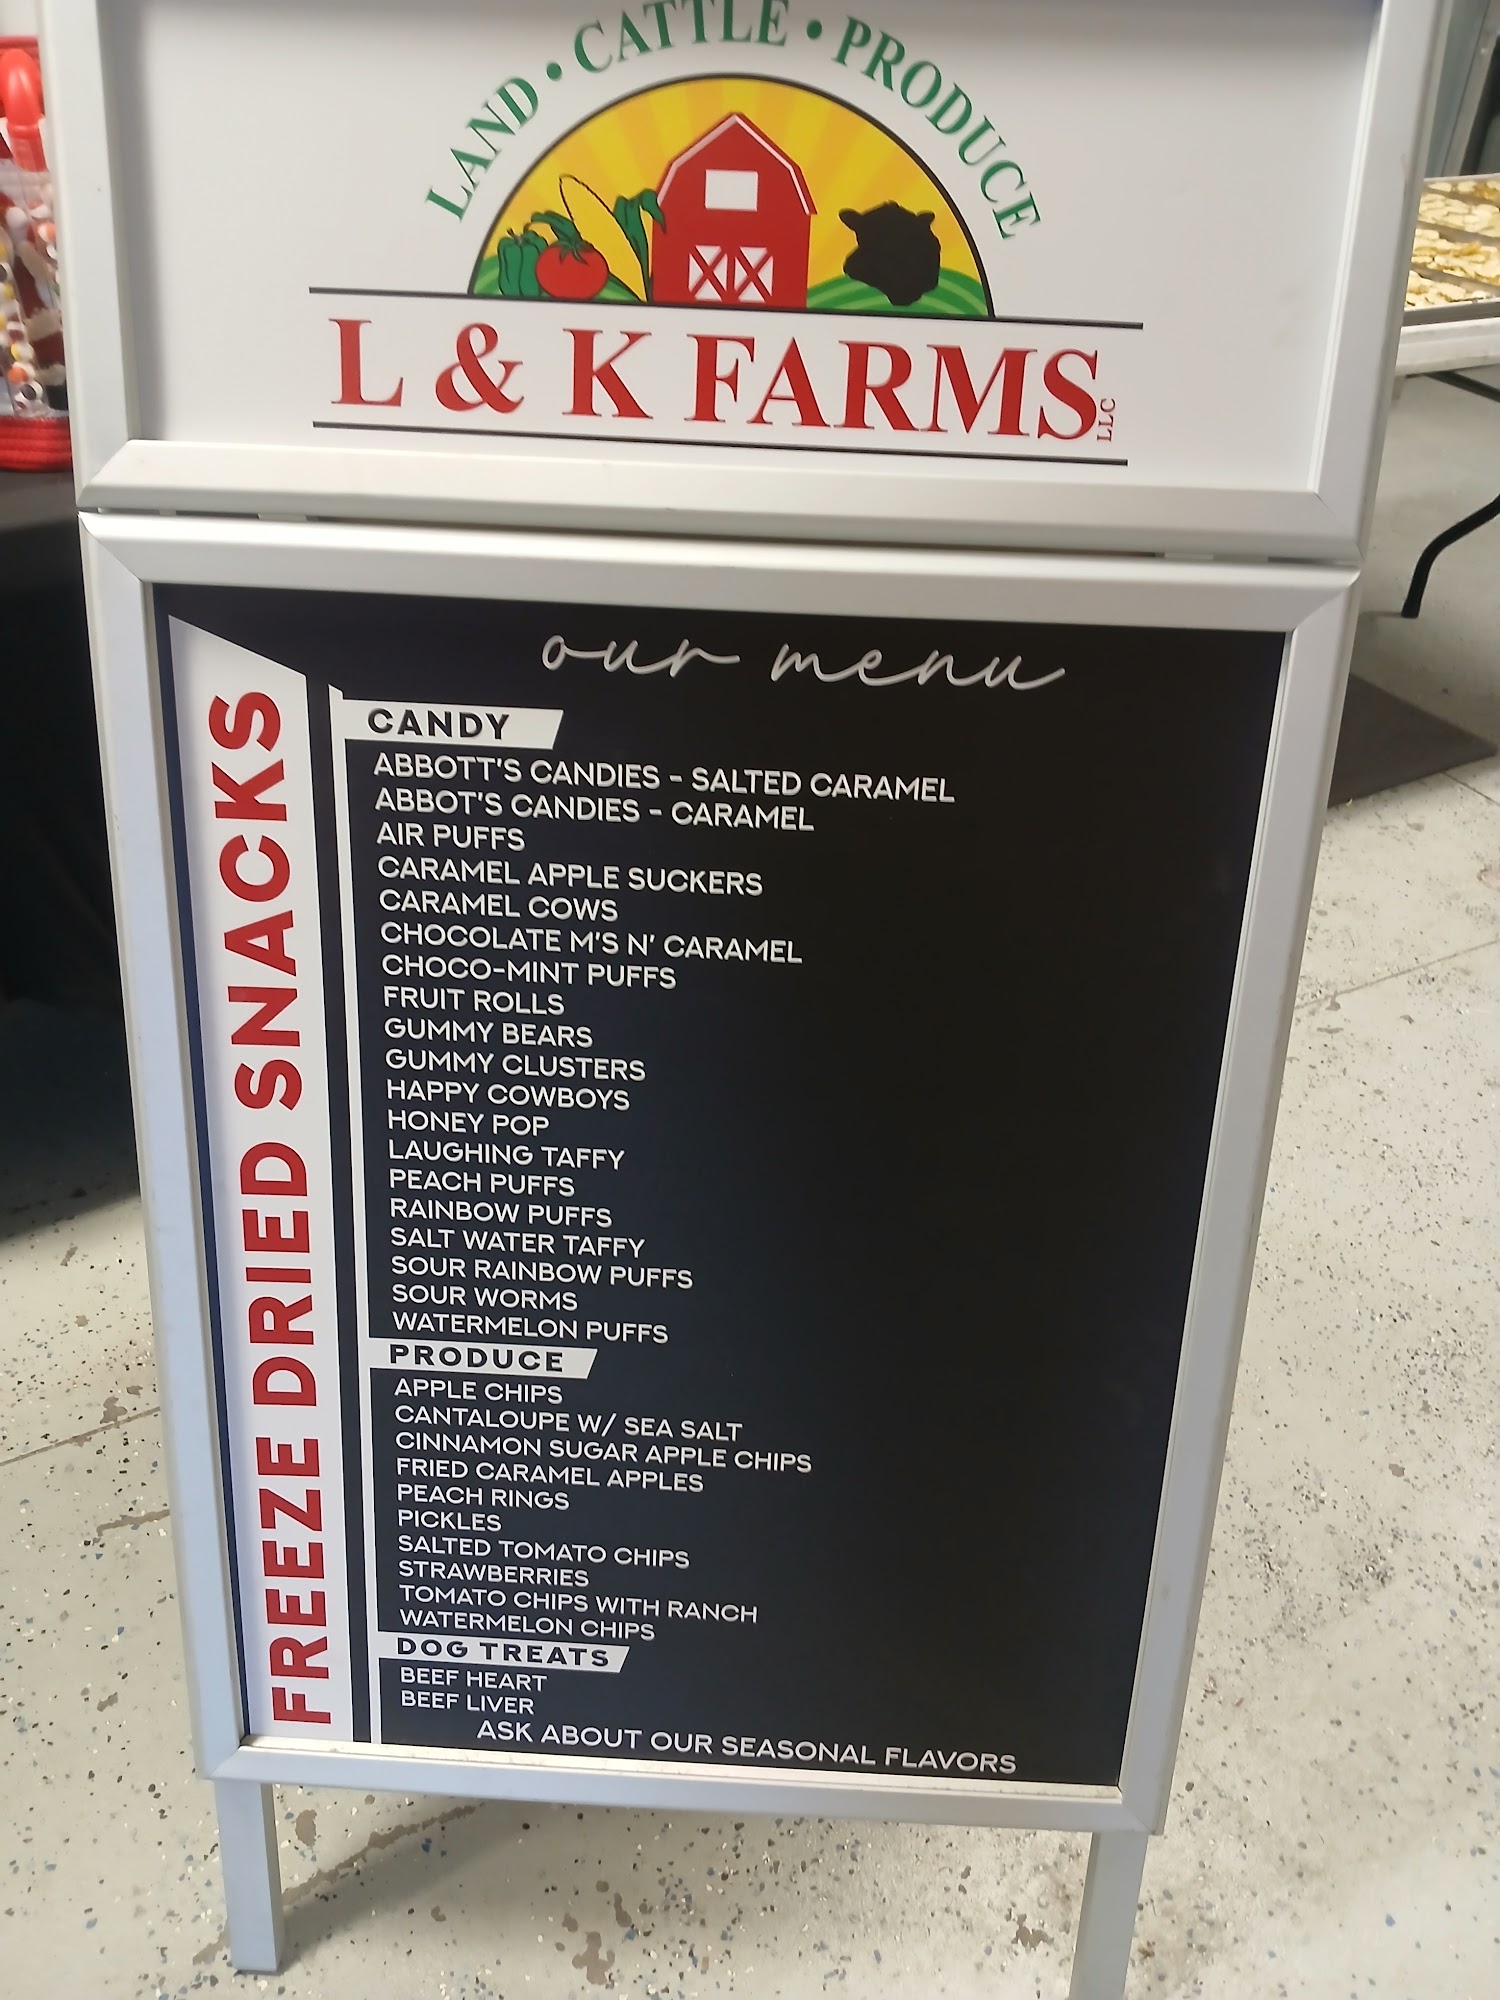 LAND • CATTLE • PRODUCE
L & K FARMS LLC
our menu
FREEZE DRIED SNACKS
CANDY
ABBOTT'S CANDIES - SALTED CARAMEL
ABBOT'S CANDIES - CARAMEL
AIR PUFFS
CARAMEL APPLE SUCKERS
CARAMEL COWS
CHOCOLATE M'S N' CARAMEL
CHOCO-MINT PUFFS
FRUIT ROLLS
GUMMY BEARS
GUMMY CLUSTERS
HAPPY COWBOYS
HONEY POP
LAUGHING TAFFY
PEACH PUFFS
RAINBOW PUFFS
SALT WATER TAFFY
SOUR RAINBOW PUFFS
SOUR WORMS
WATERMELON PUFFS
PRODUCE
APPLE CHIPS
CANTALOUPE W/ SEA SALT
CINNAMON SUGAR APPLE CHIPS
FRIED CARAMEL APPLES
PEACH RINGS
PICKLES
SALTED TOMATO CHIPS
STRAWBERRIES
TOMATO CHIPS WITH RANCH
WATERMELON CHIPS
DOG TREATS
BEEF HEART
BEEF LIVER
ASK ABOUT OUR SEASONAL FLAVORS